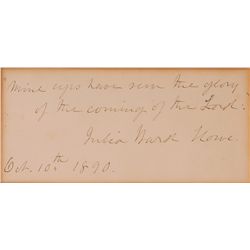 Mine eyes have seen the glory
of the coming of the Lord:
Julia Ward Howe.
Oct. 10th 1890.